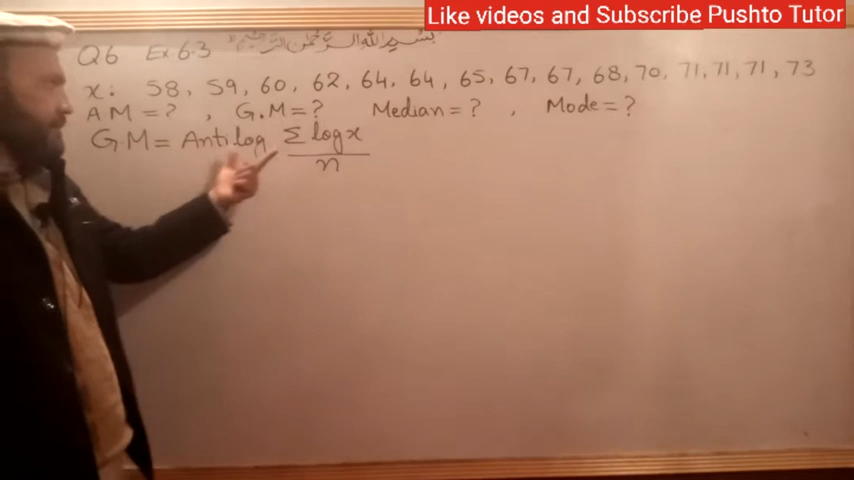 Like videos and Subscribe Pushto Tutor
Q6 Ex 6.3 بسم الله الرحمن الرحيم
x: 58, 59, 60, 62, 64, 64, 65, 67, 67, 68, 70, 71, 71, 71, 73
AM = ? , G.M = ? Median = ? , Mode = ?
G.M = Antilog Σ log x
n